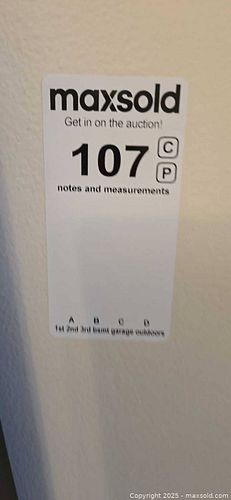 maxsold
Get in on the auction!
107 C
P
notes and measurements
A B C D
1st 2nd 3rd bsmt garage outdoors
Copyright © 2025 - maxsold.com